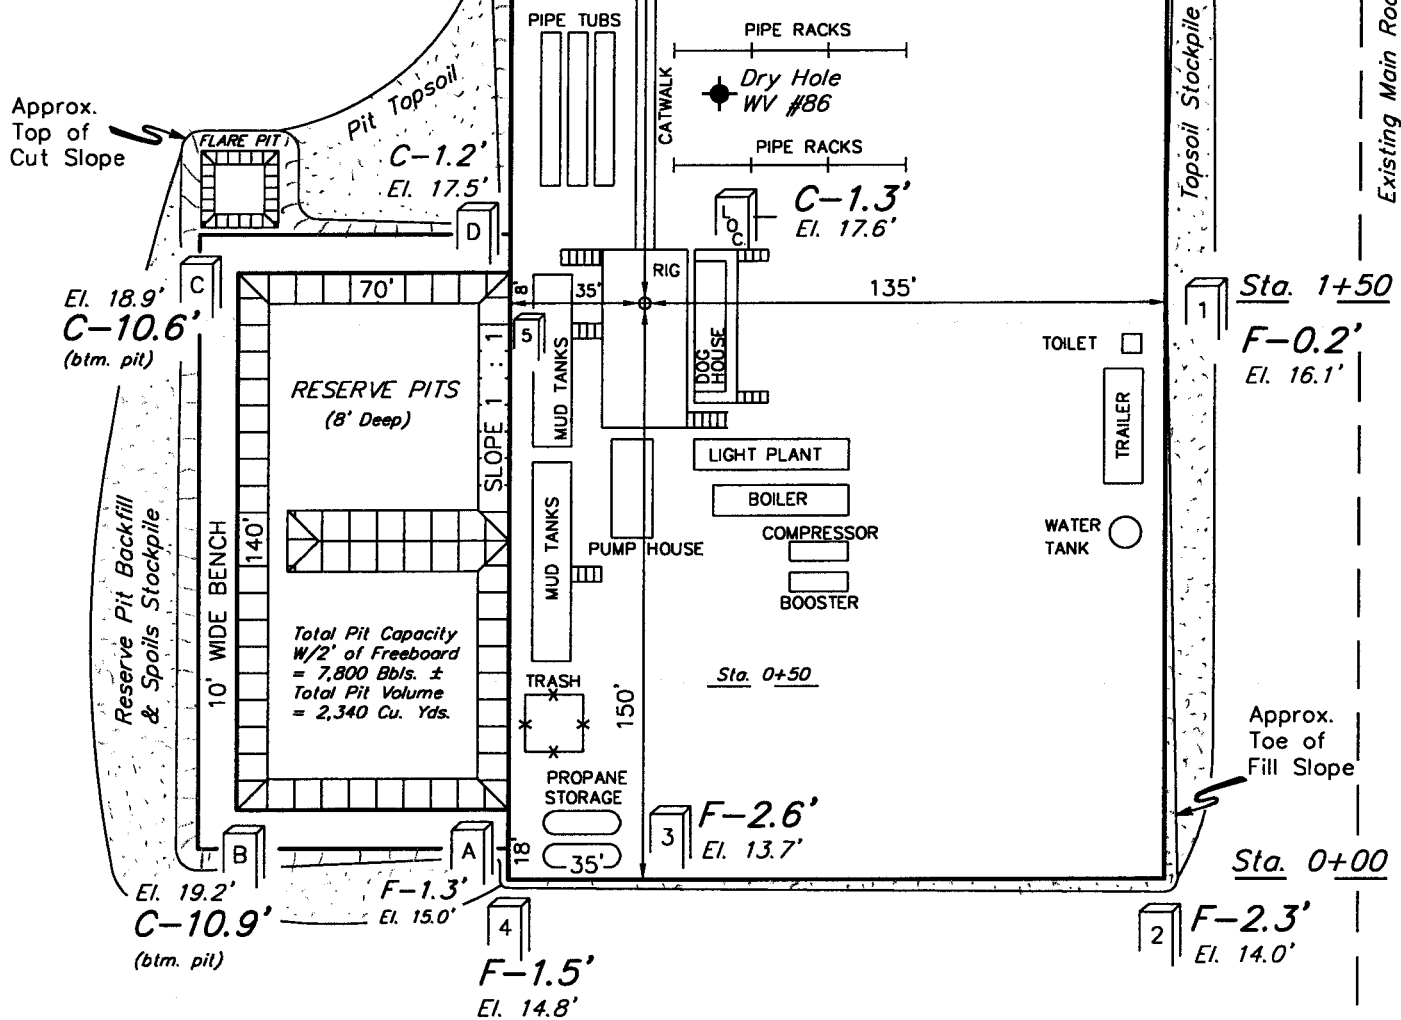 PIPE TUBS
PIPE RACKS
Dry Hole
WV #86
CATWALK
PIPE RACKS
Topsoil Stockpile
Approx.
Top of
Cut Slope
FLARE PIT
Pit Topsoil
C-1.2'
El. 17.5'
C-1.3'
El. 17.6'
LOC.
D
C
El. 18.9'
C-10.6'
(btm. pit)
70'
8'
35'
RIG
135'
1
Sta. 1+50
F-0.2'
El. 16.1'
5
SLOPE 1 : 1
RESERVE PITS
(8' Deep)
MUD TANKS
DOG
HOUSE
TOILET
TRAILER
LIGHT PLANT
BOILER
COMPRESSOR
BOOSTER
PUMP HOUSE
WATER
TANK
MUD TANKS
140'
10' WIDE BENCH
Reserve Pit Backfill
& Spoils Stockpile
Total Pit Capacity
W/2' of Freeboard
= 7,800 Bbls. ±
Total Pit Volume
= 2,340 Cu. Yds.
TRASH
150'
Sta. 0+50
Approx.
Toe of
Fill Slope
PROPANE
STORAGE
35'
18'
3
F-2.6'
El. 13.7'
Sta. 0+00
B
A
El. 19.2'
C-10.9'
(btm. pit)
F-1.3'
El. 15.0'
4
F-1.5'
El. 14.8'
2
F-2.3'
El. 14.0'